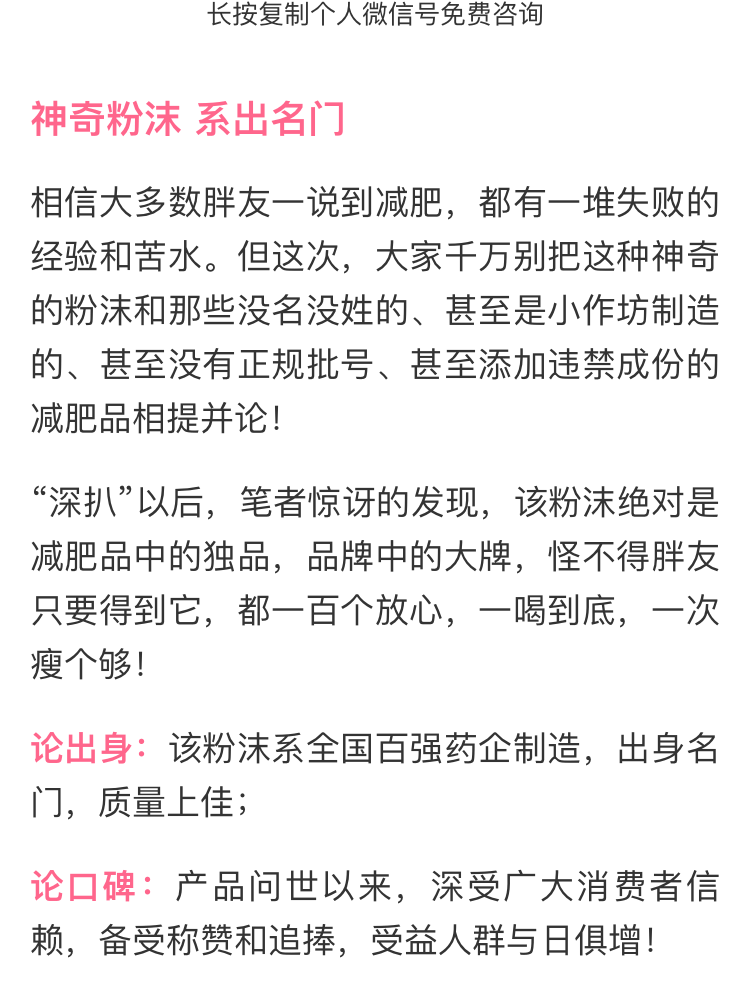 长按复制个人微信号免费咨询
神奇粉沫 系出名门
相信大多数胖友一说到减肥，都有一堆失败的
经验和苦水。但这次，大家千万别把这种神奇
的粉沫和那些没名没姓的、甚至是小作坊制造
的、甚至没有正规批号、甚至添加违禁成份的
减肥品相提并论！
“深扒”以后，笔者惊讶的发现，该粉沫绝对是
减肥品中的独品，品牌中的大牌，怪不得胖友
只要得到它，都一百个放心，一喝到底，一次
瘦个够！
论出身：该粉沫系全国百强药企制造，出身名
门，质量上佳；
论口碑：产品问世以来，深受广大消费者信
赖，备受称赞和追捧，受益人群与日俱增！